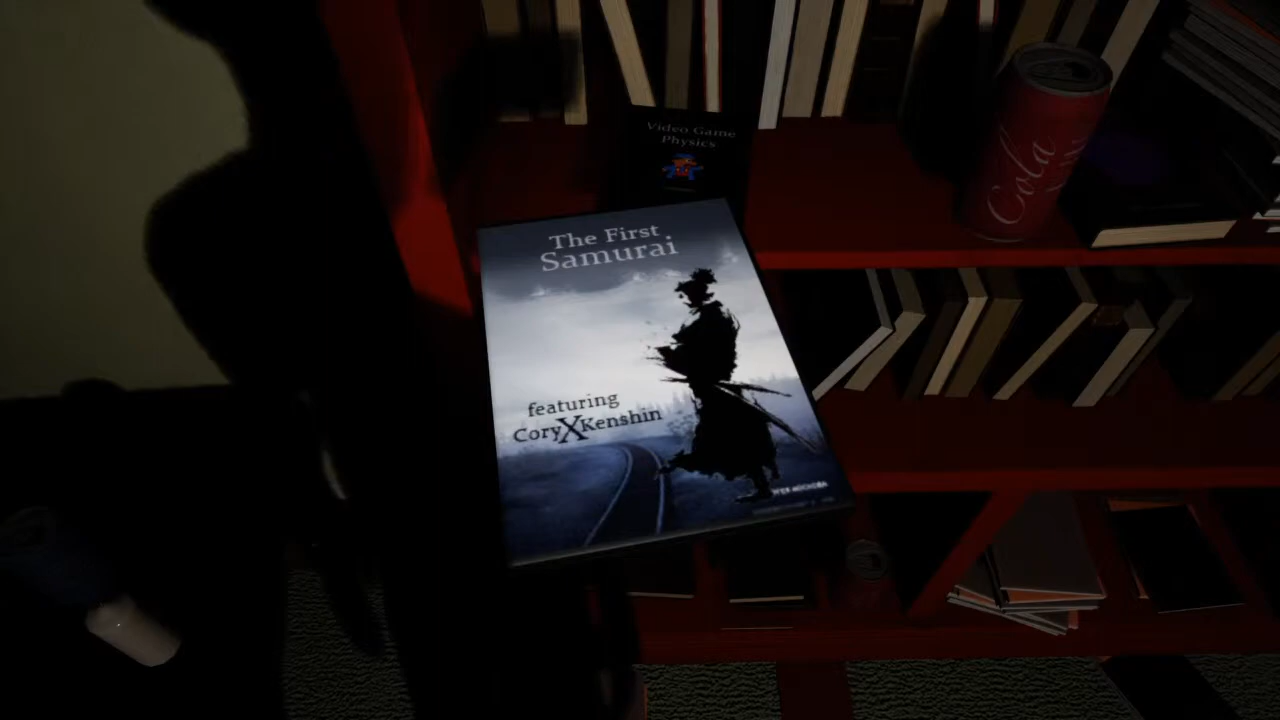 Video Game
Physics
Cola
The First
Samurai
featuring
CoryXKenshin